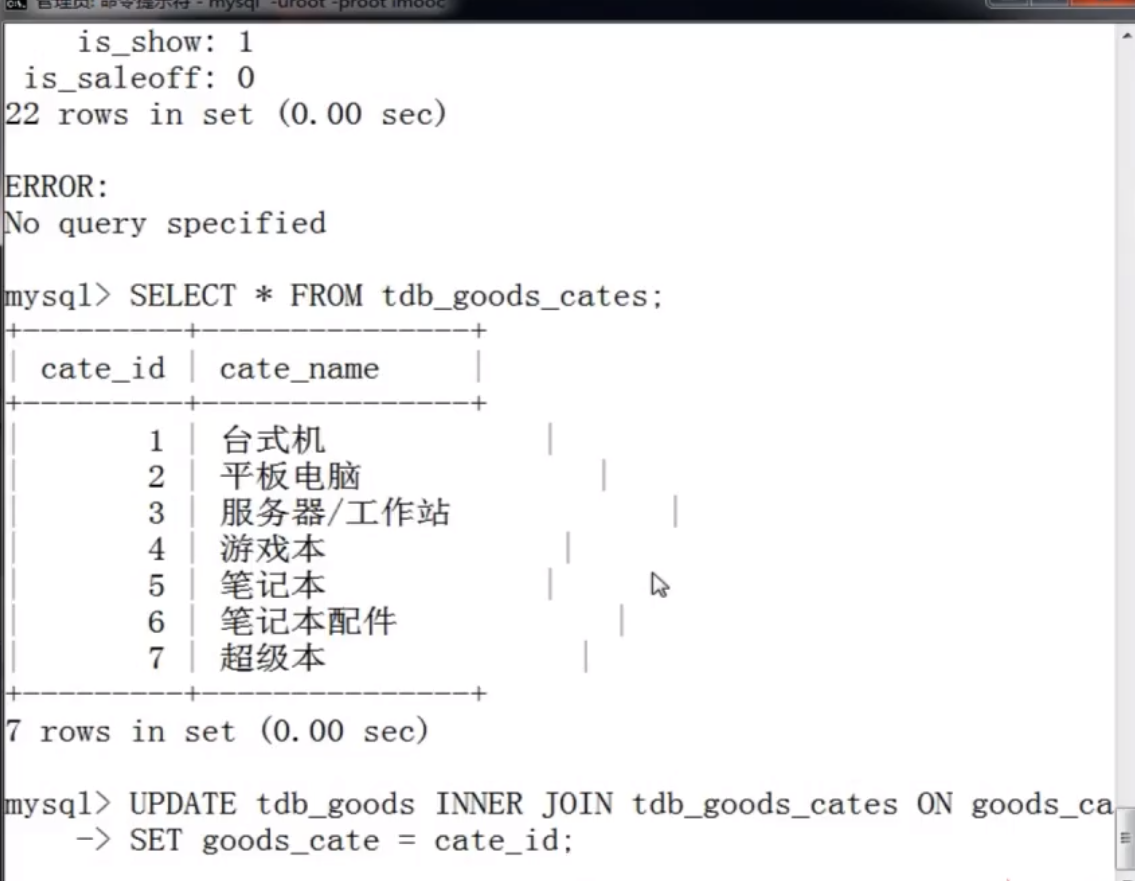 管理员: 命令提示符 - mysql -uroot -proot imooc
is_show: 1
is_saleoff: 0
22 rows in set (0.00 sec)
ERROR:
No query specified
mysql> SELECT * FROM tdb_goods_cates;
+---------+---------------+
| cate_id | cate_name     |
+---------+---------------+
| 1 | 台式机 |
| 2 | 平板电脑 |
| 3 | 服务器/工作站 |
| 4 | 游戏本 |
| 5 | 笔记本 |
| 6 | 笔记本配件 |
| 7 | 超级本 |
+---------+---------------+
7 rows in set (0.00 sec)
mysql> UPDATE tdb_goods INNER JOIN tdb_goods_cates ON goods_ca
-> SET goods_cate = cate_id;